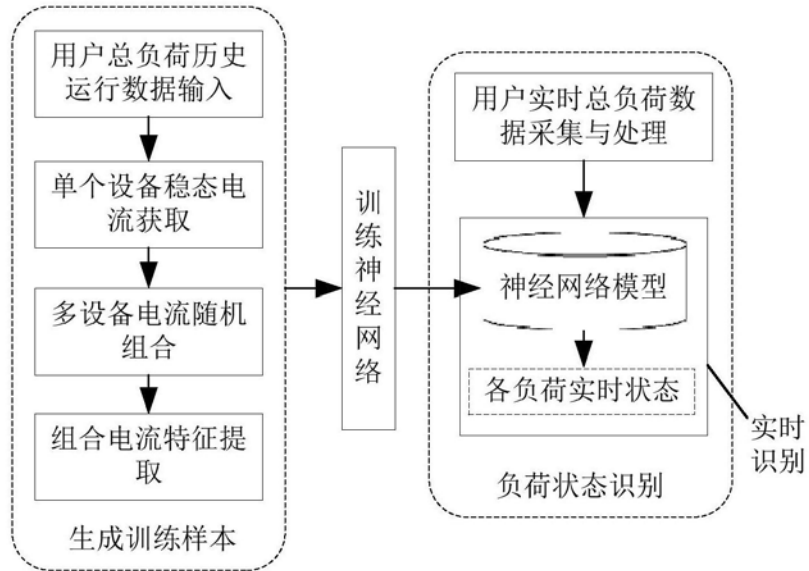 用户总负荷历史
运行数据输入
单个设备稳态电
流获取
多设备电流随机
组合
组合电流特征提
取
生成训练样本
训
练
神
经
网
络
用户实时总负荷数
据采集与处理
神经网络模型
各负荷实时状态
负荷状态识别
实时
识别